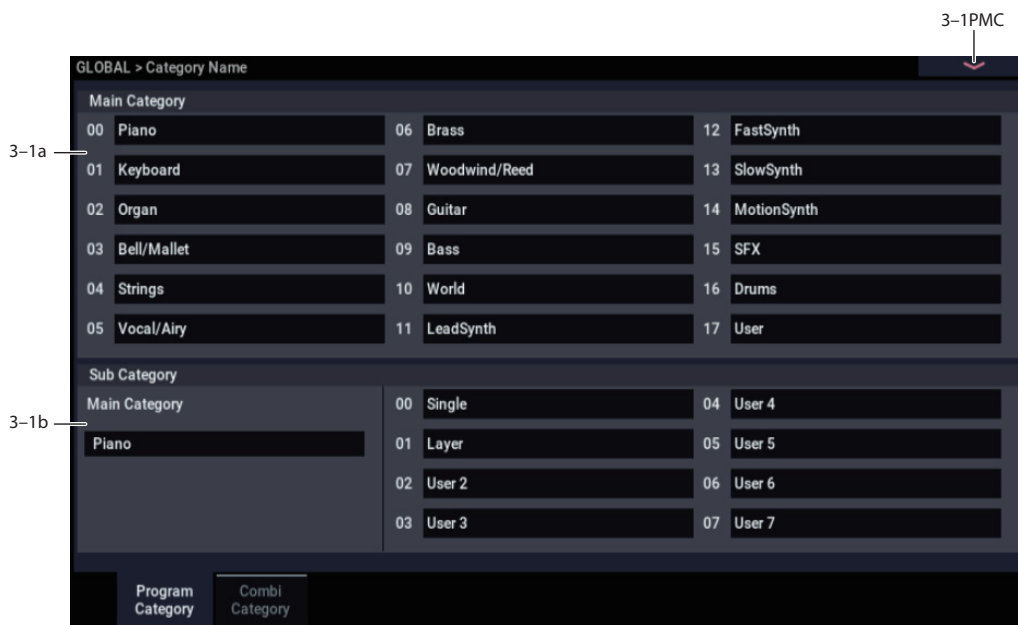 3–1PMC
GLOBAL > Category Name
Main Category
00 Piano 06 Brass 12 FastSynth
3–1a
01 Keyboard 07 Woodwind/Reed 13 SlowSynth
02 Organ 08 Guitar 14 MotionSynth
03 Bell/Mallet 09 Bass 15 SFX
04 Strings 10 World 16 Drums
05 Vocal/Airy 11 LeadSynth 17 User
Sub Category
Main Category 00 Single 04 User 4
3–1b
Piano 01 Layer 05 User 5
02 User 2 06 User 6
03 User 3 07 User 7
Program Combi
Category Category